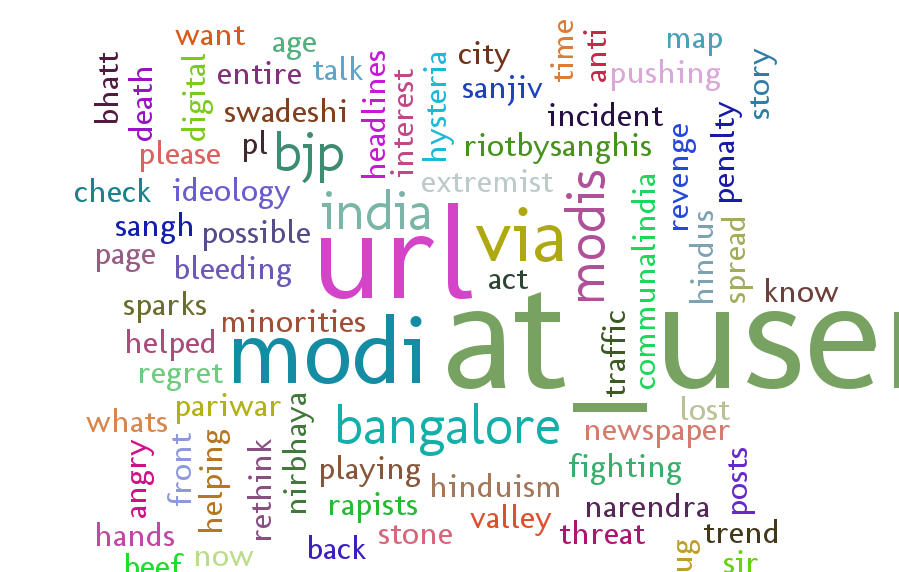 want
age
city
time
anti
map
bhatt
death
digital
entire
talk
headlines
interest
hysteria
sanjiv
pushing
story
swadeshi
incident
please
pl
bjp
riotbysanghis
revenge
penalty
check
ideology
extremist
india
modis
communalindia
hindus
spread
sangh
possible
url
via
page
bleeding
act
know
sparks
minorities
at_user
traffic
helped
modi
regret
whats
pariwar
nirbhaya
bangalore
lost
newspaper
angry
front
helping
rethink
playing
fighting
posts
hinduism
rapists
narendra
valley
hands
now
back
stone
threat
trend
beef
ug
sir